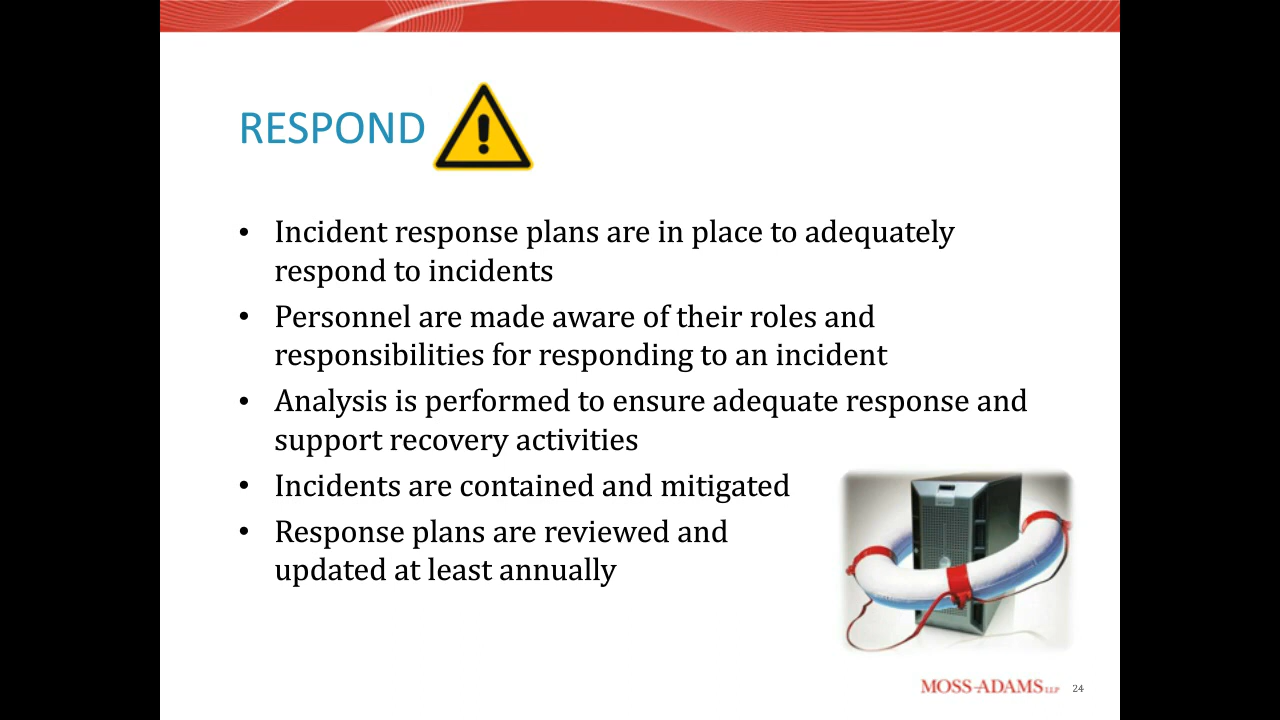 RESPOND
• Incident response plans are in place to adequately
respond to incidents
• Personnel are made aware of their roles and
responsibilities for responding to an incident
• Analysis is performed to ensure adequate response and
support recovery activities
• Incidents are contained and mitigated
• Response plans are reviewed and
updated at least annually
MOSS-ADAMS LLP 24